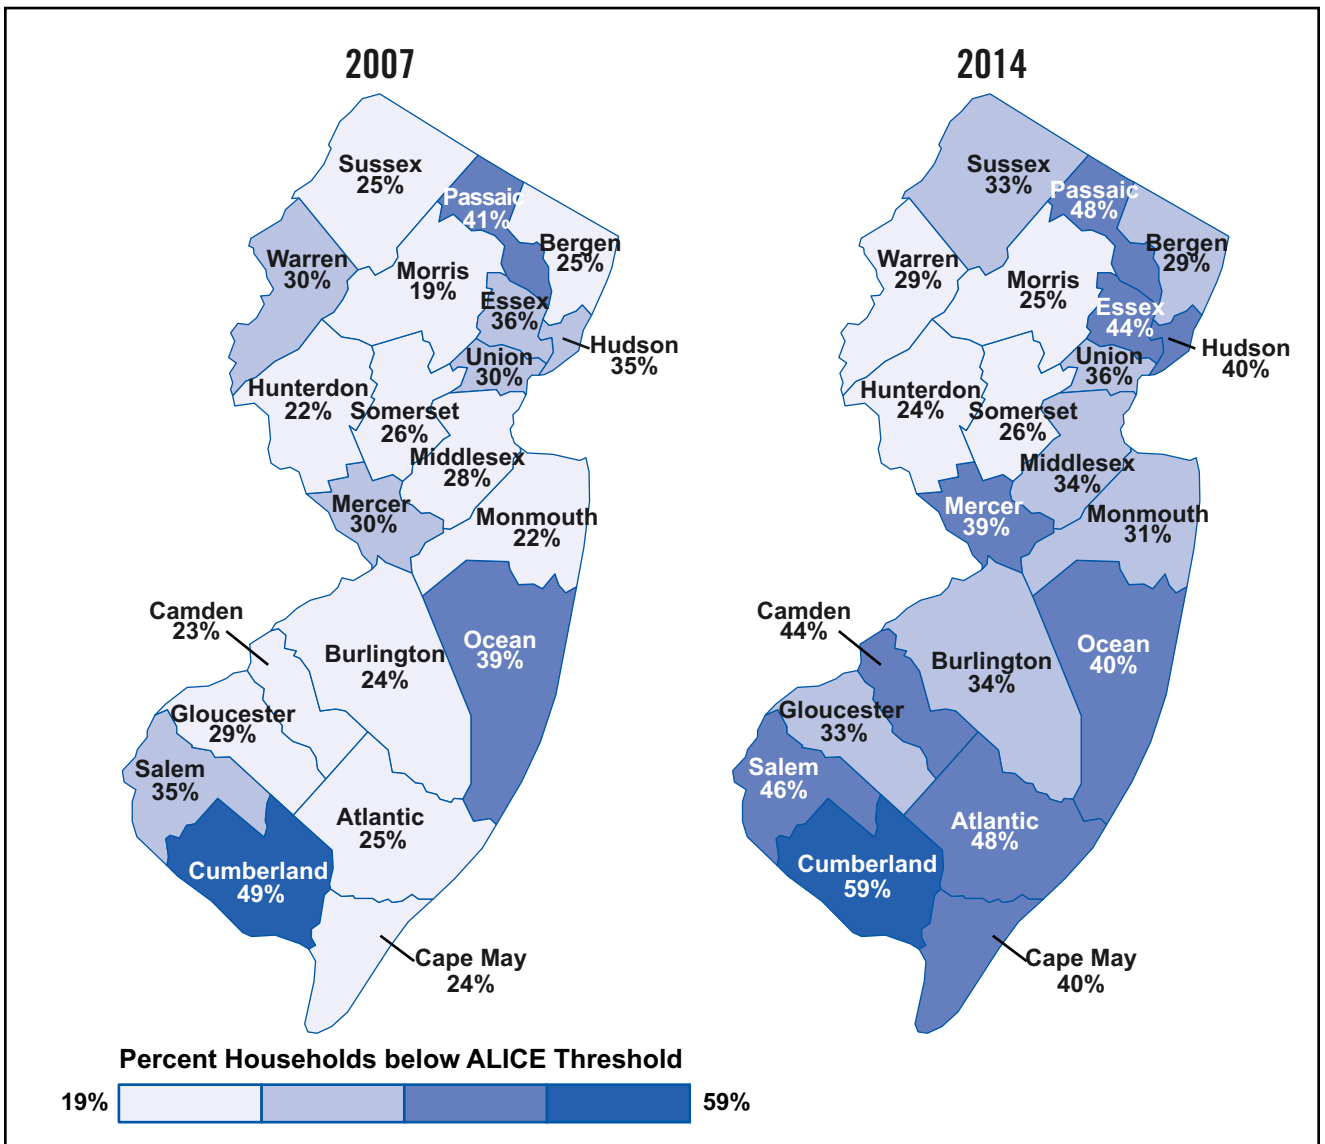 2007
Sussex
25%
Passaic
41%
Bergen
25%
Warren
30%
Morris
19%
Essex
36%
Hudson
35%
Union
30%
Hunterdon
22%
Somerset
26%
Middlesex
28%
Mercer
30%
Monmouth
22%
Camden
23%
Ocean
39%
Burlington
24%
Gloucester
29%
Salem
35%
Atlantic
25%
Cumberland
49%
Cape May
24%
2014
Sussex
33%
Passaic
48%
Bergen
29%
Warren
29%
Morris
25%
Essex
44%
Hudson
40%
Union
36%
Hunterdon
24%
Somerset
26%
Middlesex
34%
Mercer
39%
Monmouth
31%
Camden
44%
Ocean
40%
Burlington
34%
Gloucester
33%
Salem
46%
Atlantic
48%
Cumberland
59%
Cape May
40%
Percent Households below ALICE Threshold
19%
59%